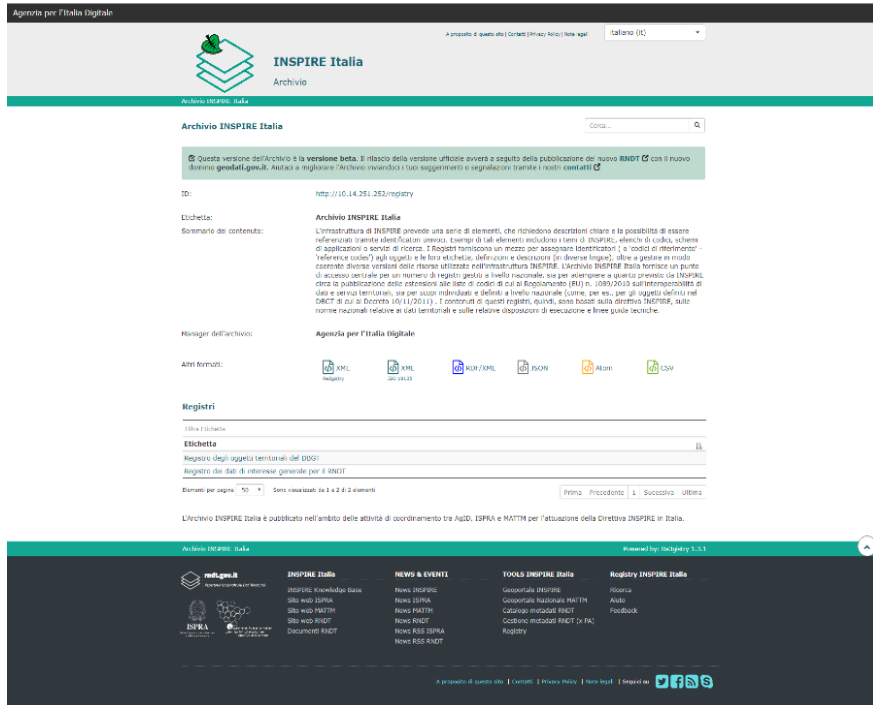 Agenzia per l'Italia Digitale
A proposito di questo sito | Contatti | Privacy Policy | Note legali
Italiano (it)
INSPIRE Italia
Archivio
Archivio INSPIRE Italia
Archivio INSPIRE Italia
Cerca...
Questa versione dell'Archivio è la versione beta. Il rilascio della versione ufficiale avverrà a seguito della pubblicazione del nuovo RNDT con il nuovo
dominio geodati.gov.it. Aiutaci a migliorare l'Archivio inviandoci i tuoi suggerimenti o segnalazioni tramite i nostri contatti
ID: http://10.14.251.252/registry
Etichetta: Archivio INSPIRE Italia
Sommario del contenuto: L'infrastruttura di INSPIRE prevede una serie di elementi, che richiedono descrizioni chiare e la possibilità di essere
referenziati tramite identificatori univoci. Esempi di tali elementi includono i temi di INSPIRE, elenchi di codici, schemi
di applicazioni o servizi di ricerca. I Registri forniscono un mezzo per assegnare identificatori ( o 'codici di riferimento' -
'reference codes') agli oggetti e le loro etichette, definizioni e descrizioni (in diverse lingue), oltre a gestire in modo
coerente diverse versioni delle risorse utilizzate nell'infrastruttura INSPIRE. L'Archivio INSPIRE Italia fornisce un punto
di accesso centrale per un numero di registri gestiti a livello nazionale, sia per adempiere a quanto previsto da INSPIRE
circa la pubblicazione delle estensioni alle liste di codici di cui al Regolamento (EU) n. 1089/2010 sull'interoperabilità di
dati e servizi territoriali, sia per scopi individuati e definiti a livello nazionale (come, per es., per gli oggetti definiti nel
DBCT di cui al Decreto 10/11/2011) . I contenuti di questi registri, quindi, sono basati sulla direttiva INSPIRE, sulle
norme nazionali relative ai dati territoriali e sulle relative disposizioni di esecuzione e linee guida tecniche.
Manager dell'archivio: Agenzia per l'Italia Digitale
Altri formati: XML XML RDF/XML JSON Atom CSV
Re3gistry ISO 19135
Registri
Filtra Etichetta
Etichetta
Registro degli oggetti territoriali del DBGT
Registro dei dati di interesse generale per il RNDT
Elementi per pagina 50 Sono visualizzati da 1 a 2 di 2 elementi
Prima Precedente 1 Sucessiva Ultima
L'Archivio INSPIRE Italia è pubblicato nell'ambito delle attività di coordinamento tra AgID, ISPRA e MATTM per l'attuazione della Direttiva INSPIRE in Italia.
Archivio INSPIRE Italia
Powered by: Re3gistry 1.3.1
rndt.gov.it
ISPRA
INSPIRE Italia
INSPIRE Knowledge Base
Sito web ISPRA
Sito web MATTM
Sito web RNDT
Documenti RNDT
NEWS & EVENTI
News INSPIRE
News ISPRA
News MATTM
News RNDT
News RSS ISPRA
News RSS RNDT
TOOLS INSPIRE Italia
Geoportale INSPIRE
Geoportale Nazionale MATTM
Catalogo metadati RNDT
Gestione metadati RNDT (x PA)
Registry
Registry INSPIRE Italia
Ricerca
Aiuto
Feedback
A proposito di questo sito | Contatti | Privacy Policy | Note legali | Seguici su